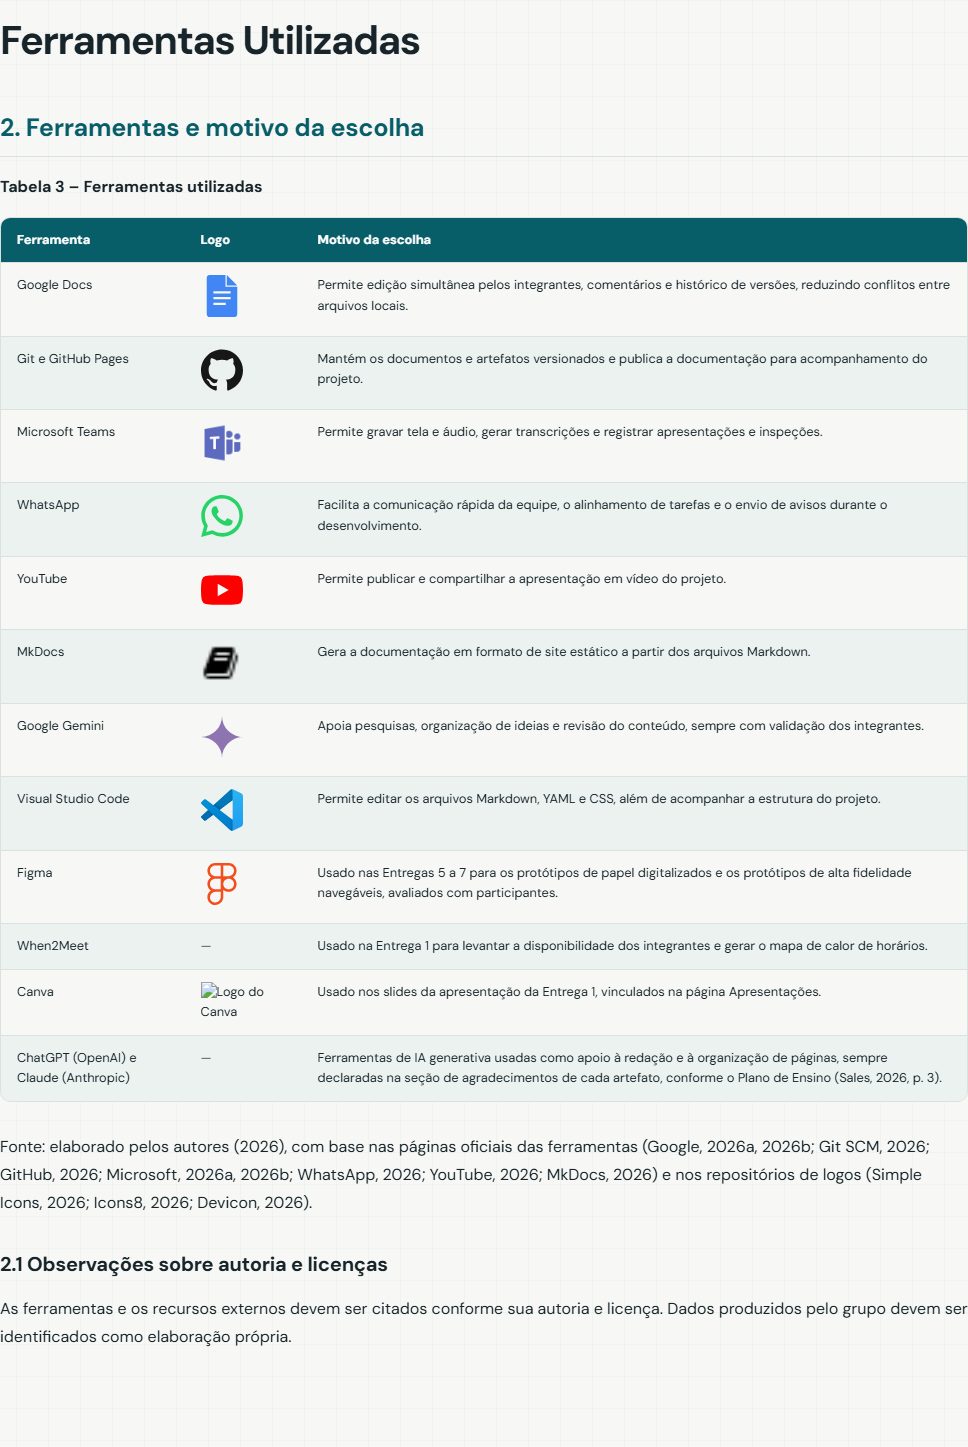 Ferramentas Utilizadas
2. Ferramentas e motivo da escolha
Tabela 3 – Ferramentas utilizadas
Ferramenta Logo Motivo da escolha
Google Docs Permite edição simultânea pelos integrantes, comentários e histórico de versões, reduzindo conflitos entre
arquivos locais.
Git e GitHub Pages Mantém os documentos e artefatos versionados e publica a documentação para acompanhamento do
projeto.
Microsoft Teams Permite gravar tela e áudio, gerar transcrições e registrar apresentações e inspeções.
WhatsApp Facilita a comunicação rápida da equipe, o alinhamento de tarefas e o envio de avisos durante o
desenvolvimento.
YouTube Permite publicar e compartilhar a apresentação em vídeo do projeto.
MkDocs Gera a documentação em formato de site estático a partir dos arquivos Markdown.
Google Gemini Apoia pesquisas, organização de ideias e revisão do conteúdo, sempre com validação dos integrantes.
Visual Studio Code Permite editar os arquivos Markdown, YAML e CSS, além de acompanhar a estrutura do projeto.
Figma Usado nas Entregas 5 a 7 para os protótipos de papel digitalizados e os protótipos de alta fidelidade
navegáveis, avaliados com participantes.
When2Meet — Usado na Entrega 1 para levantar a disponibilidade dos integrantes e gerar o mapa de calor de horários.
Canva Logo do Usado nos slides da apresentação da Entrega 1, vinculados na página Apresentações.
Canva
ChatGPT (OpenAI) e — Ferramentas de IA generativa usadas como apoio à redação e à organização de páginas, sempre
Claude (Anthropic) declaradas na seção de agradecimentos de cada artefato, conforme o Plano de Ensino (Sales, 2026, p. 3).
Fonte: elaborado pelos autores (2026), com base nas páginas oficiais das ferramentas (Google, 2026a, 2026b; Git SCM, 2026;
GitHub, 2026; Microsoft, 2026a, 2026b; WhatsApp, 2026; YouTube, 2026; MkDocs, 2026) e nos repositórios de logos (Simple
Icons, 2026; Icons8, 2026; Devicon, 2026).
2.1 Observações sobre autoria e licenças
As ferramentas e os recursos externos devem ser citados conforme sua autoria e licença. Dados produzidos pelo grupo devem ser
identificados como elaboração própria.